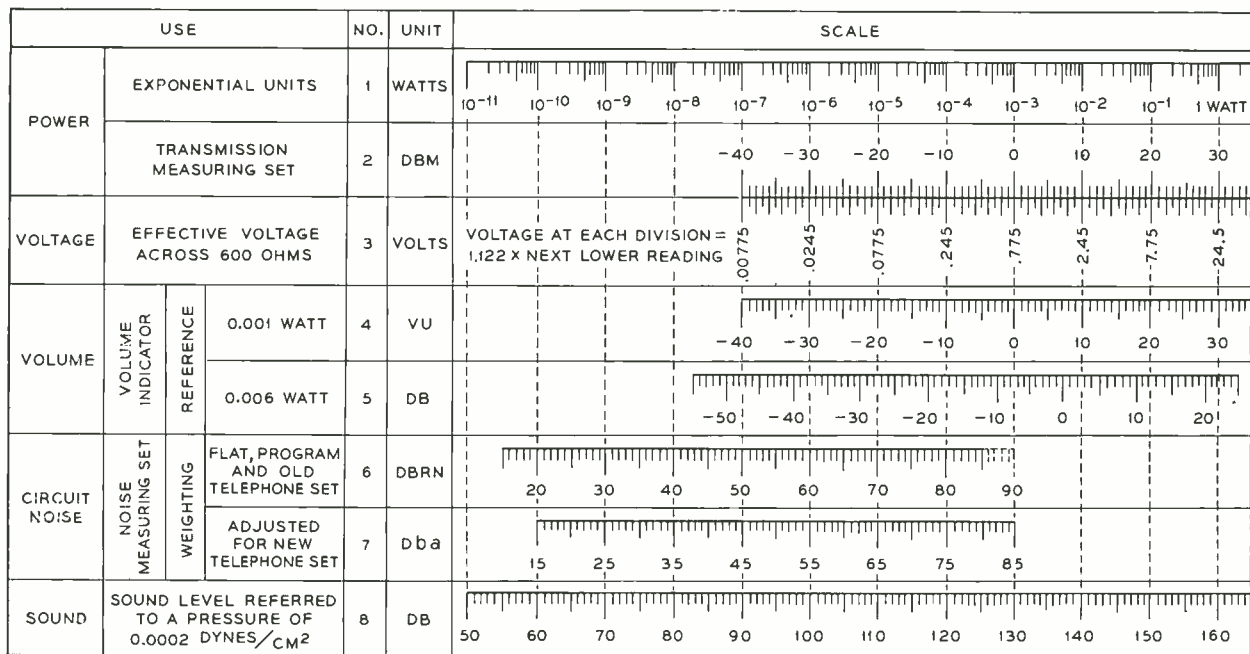 USE NO. UNIT SCALE
POWER
EXPONENTIAL UNITS 1 WATTS
10-11 10-10 10-9 10-8 10-7 10-6 10-5 10-4 10-3 10-2 10-1 1 WATT
TRANSMISSION
MEASURING SET
2 DBM
-40 -30 -20 -10 0 10 20 30
VOLTAGE
EFFECTIVE VOLTAGE
ACROSS 600 OHMS
3 VOLTS
VOLTAGE AT EACH DIVISION =
1.122 X NEXT LOWER READING
.00775 .0245 .0775 .245 .775 2.45 7.75 24.5
VOLUME
VOLUME
INDICATOR
REFERENCE
0.001 WATT 4 VU
-40 -30 -20 -10 0 10 20 30
0.006 WATT 5 DB
-50 -40 -30 -20 -10 0 10 20
CIRCUIT
NOISE
NOISE
MEASURING SET
WEIGHTING
FLAT, PROGRAM
AND OLD
TELEPHONE SET
6 DBRN
20 30 40 50 60 70 80 90
ADJUSTED
FOR NEW
TELEPHONE SET
7 Dba
15 25 35 45 55 65 75 85
SOUND
SOUND LEVEL REFERRED
TO A PRESSURE OF
0.0002 DYNES/CM2
8 DB
50 60 70 80 90 100 110 120 130 140 150 160